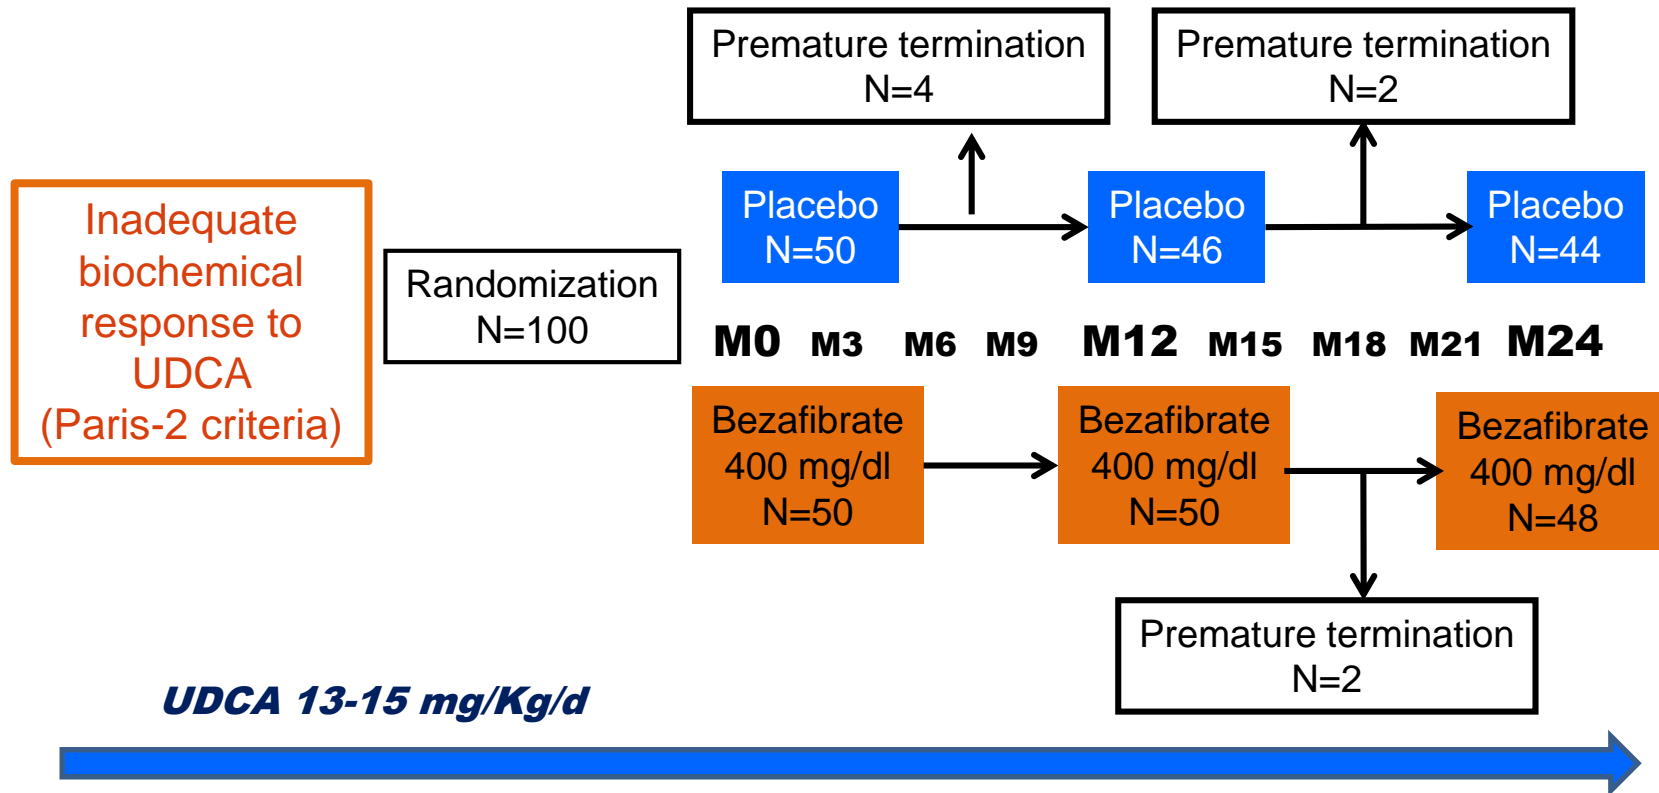 Premature termination
N=4
Premature termination
N=2
Inadequate
biochemical
response to
UDCA
(Paris-2 criteria)
Randomization
N=100
Placebo
N=50
Placebo
N=46
Placebo
N=44
M0 M3 M6 M9 M12 M15 M18 M21 M24
Bezafibrate
400 mg/dl
N=50
Bezafibrate
400 mg/dl
N=50
Bezafibrate
400 mg/dl
N=48
Premature termination
N=2
UDCA 13-15 mg/Kg/d